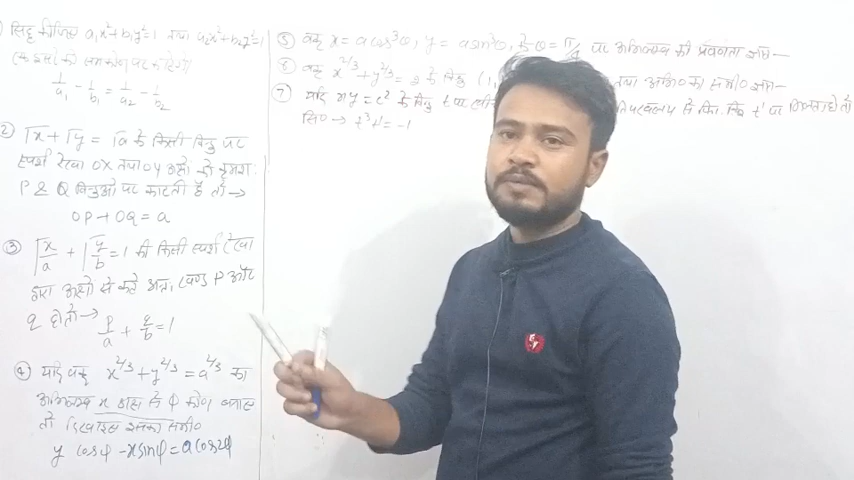 सिद्ध कीजिए a₁x²+b₁y²=1 तथा a₂x²+b₂y²=1
1/a₁ - 1/b₁ = 1/a₂ - 1/b₂
② √x+√y = √a के किसी बिन्दु पर
स्पर्श रेखा OX तथा OY अक्षों को क्रमश:
P & Q बिन्दुओं पर काटती है तो →
OP+OQ = a
③ √x/a + √y/b = 1 की किसी स्पर्श रेखा
द्वारा अक्षों से कटे अन्त: खण्ड P और
q हो तो → p/a + q/b = 1
④ यदि वक्र x^2/3 + y^2/3 = a^2/3 का
अभिलम्ब x अक्ष से φ कोण बनाए
तो इसका समी०
y cosφ - x sinφ = a cos2φ
⑤ वक्र x = a cos³θ, y = a sin³θ, के θ = π/4 पर अभिलम्ब की प्रवणता ज्ञात—
⑥ वक्र x^2/3 + y^2/3 = 2 के बिन्दु (1, तथा अभि० का समी० ज्ञात—
⑦ यदि xy = c² के बिन्दु t पर t' पर मिलता हो तो
सि० → t³t' = -1